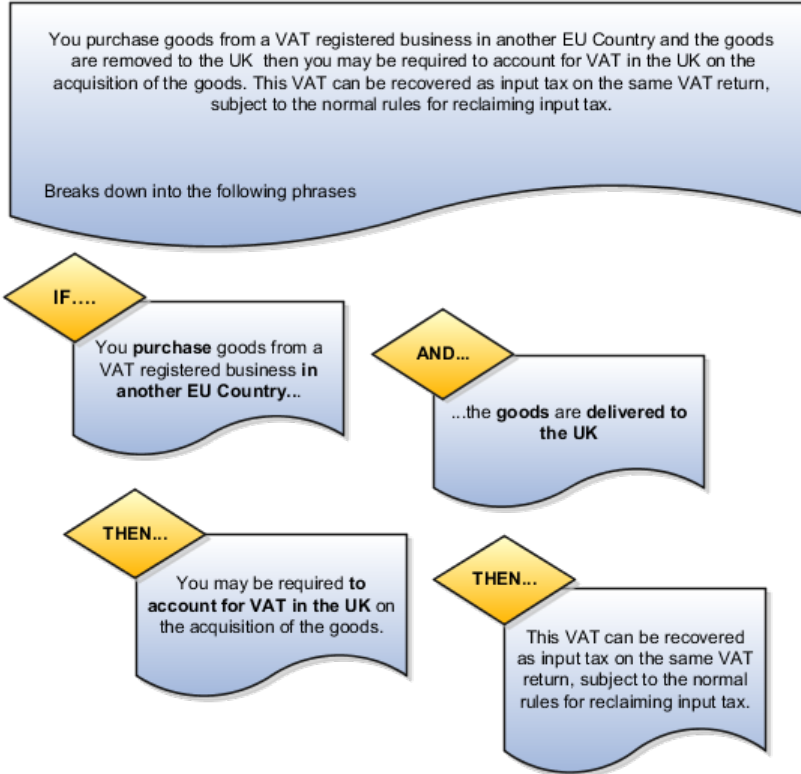 You purchase goods from a VAT registered business in another EU Country and the goods
are removed to the UK then you may be required to account for VAT in the UK on the
acquisition of the goods. This VAT can be recovered as input tax on the same VAT return,
subject to the normal rules for reclaiming input tax.
Breaks down into the following phrases
IF....
You purchase goods from a
VAT registered business in
another EU Country...
AND...
...the goods are delivered to
the UK
THEN...
You may be required to
account for VAT in the UK on
the acquisition of the goods.
THEN...
This VAT can be recovered
as input tax on the same VAT
return, subject to the normal
rules for reclaiming input tax.